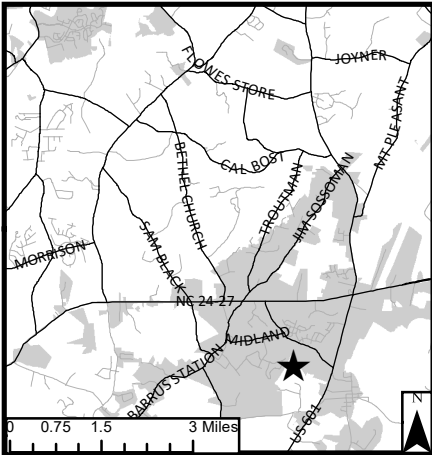 FLOWES STORE
JOYNER
MT PLEASANT
CAL BOST
BETHEL CHURCH
TROUTMAN
JIM SOSSOMAN
SAM BLACK
MORRISON
NC 24-27
MIDLAND
BARRUS STATION
US 601
N
0 0.75 1.5 3 Miles